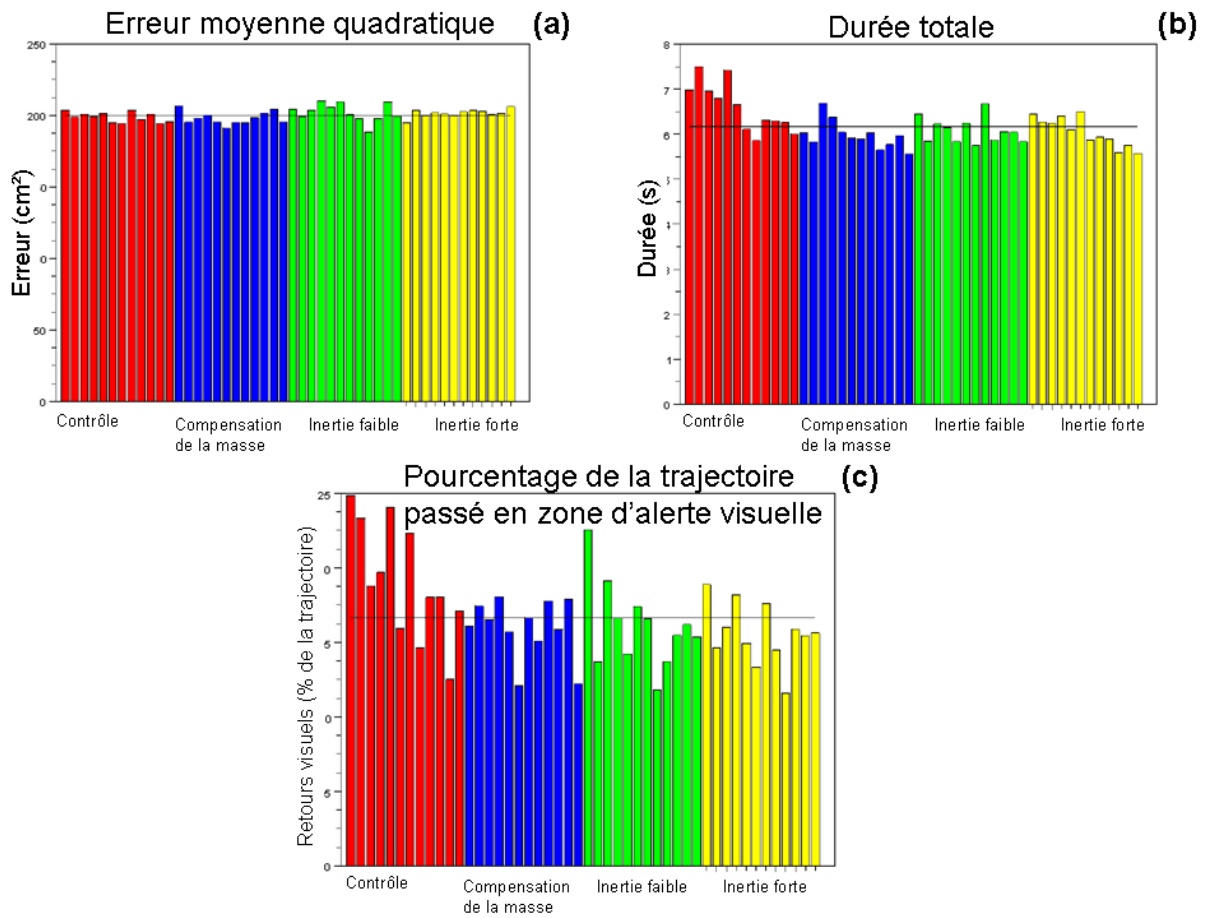 Erreur moyenne quadratique
(a)
250
200
0
0
50
0
Erreur (cm²)
Contrôle
Compensation
de la masse
Inertie faible
Inertie forte
Durée totale
(b)
8
7
6
4
2
1
0
Durée (s)
Contrôle
Compensation
de la masse
Inertie faible
Inertie forte
Pourcentage de la trajectoire
passé en zone d'alerte visuelle
(c)
25
0
5
0
5
0
Retours visuels (% de la trajectoire)
Contrôle
Compensation
de la masse
Inertie faible
Inertie forte